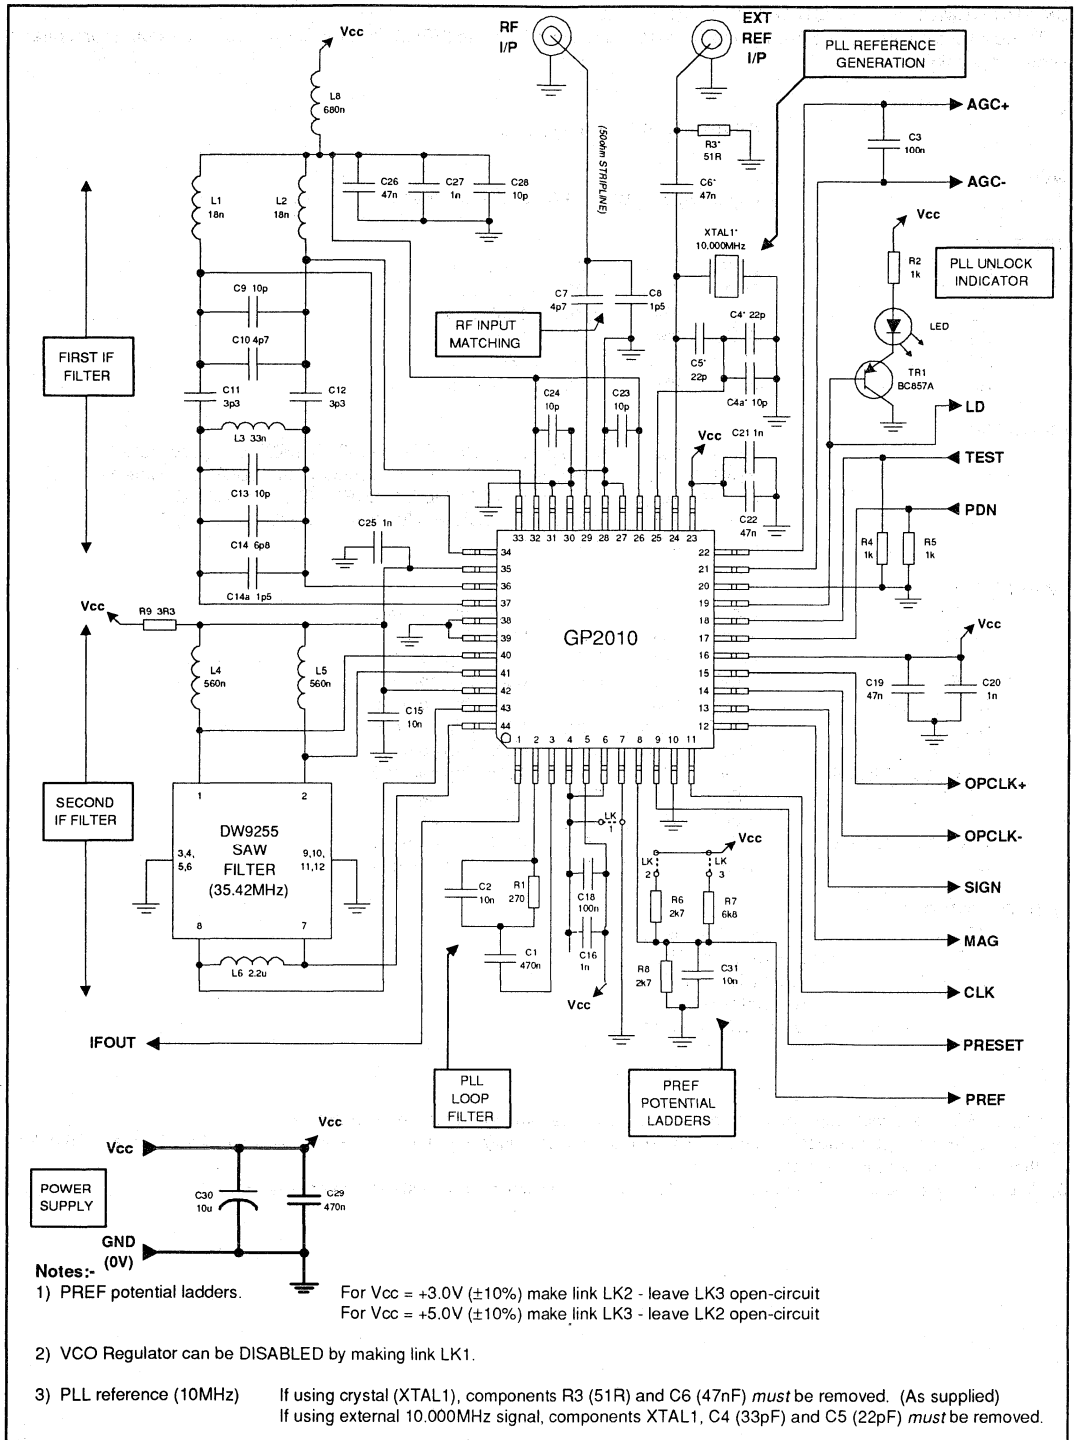 RF
I/P
EXT
REF
I/P
PLL REFERENCE
GENERATION
Vcc
L8
680n
(50ohm STRIPLINE)
R3*
51R
C3
100n
AGC+
AGC-
L1
18n
L2
18n
C26
47n
C27
1n
C28
10p
C6*
47n
XTAL1*
10.000MHz
Vcc
R2
1k
PLL UNLOCK
INDICATOR
LED
TR1
BC857A
C9 10p
C10 4p7
C7
4p7
C8
1p5
RF INPUT
MATCHING
C4* 22p
C5*
22p
C4a* 10p
FIRST IF
FILTER
C11
3p3
C12
3p3
L3 33n
C24
10p
C23
10p
Vcc
C21 1n
C22
47n
LD
TEST
PDN
C13 10p
C14 6p8
C14a 1p5
C25 1n
R4
1k
R5
1k
33 32 31 30 29 28 27 26 25 24 23
34
35
36
37
38
39
40
41
42
43
44
GP2010
22
21
20
19
18
17
16
15
14
13
12
1 2 3 4 5 6 7 8 9 10 11
Vcc
R9 3R3
L4
560n
L5
560n
C15
10n
Vcc
C19
47n
C20
1n
SECOND
IF FILTER
1
2
DW9255
SAW
FILTER
(35.42MHz)
3,4,
5,6
9,10,
11,12
8
7
L6 2.2u
C2
10n
R1
270
C1
470n
LK
1
C18
100n
C16
1n
Vcc
Vcc
LK
2
LK
3
R6
2k7
R7
6k8
R8
2k7
C31
10n
OPCLK+
OPCLK-
SIGN
MAG
CLK
PRESET
PREF
IFOUT
PLL
LOOP
FILTER
PREF
POTENTIAL
LADDERS
Vcc
Vcc
POWER
SUPPLY
C30
10u
C29
470n
GND
(0V)
Notes:-
1) PREF potential ladders. For Vcc = +3.0V (±10%) make link LK2 - leave LK3 open-circuit
For Vcc = +5.0V (±10%) make link LK3 - leave LK2 open-circuit
2) VCO Regulator can be DISABLED by making link LK1.
3) PLL reference (10MHz) If using crystal (XTAL1), components R3 (51R) and C6 (47nF) must be removed. (As supplied)
If using external 10.000MHz signal, components XTAL1, C4 (33pF) and C5 (22pF) must be removed.